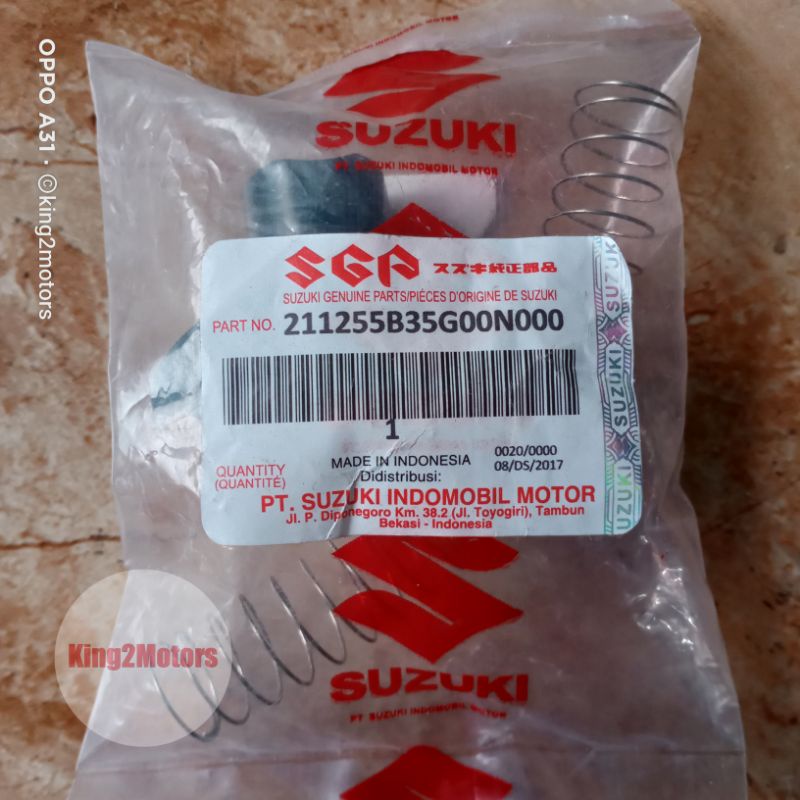 SUZUKI
PT. SUZUKI INDOMOBIL MOTOR
SGP スズキ純正部品
SUZUKI GENUINE PARTS/PIÈCES D'ORIGINE DE SUZUKI
PART NO. 211255B35G00N000
1
QUANTITY
(QUANTITÉ)
MADE IN INDONESIA
0020/0000
08/DS/2017
Didistribusi:
PT. SUZUKI INDOMOBIL MOTOR
Jl. P. Diponegoro Km. 38.2 (Jl. Toyogiri), Tambun
Bekasi - Indonesia
SUZUKI
SUZUKI
UZUKI
SUZUKI
PT. SUZUKI INDOMOBIL MOTOR
King2Motors
OPPO A31 · ©king2motors